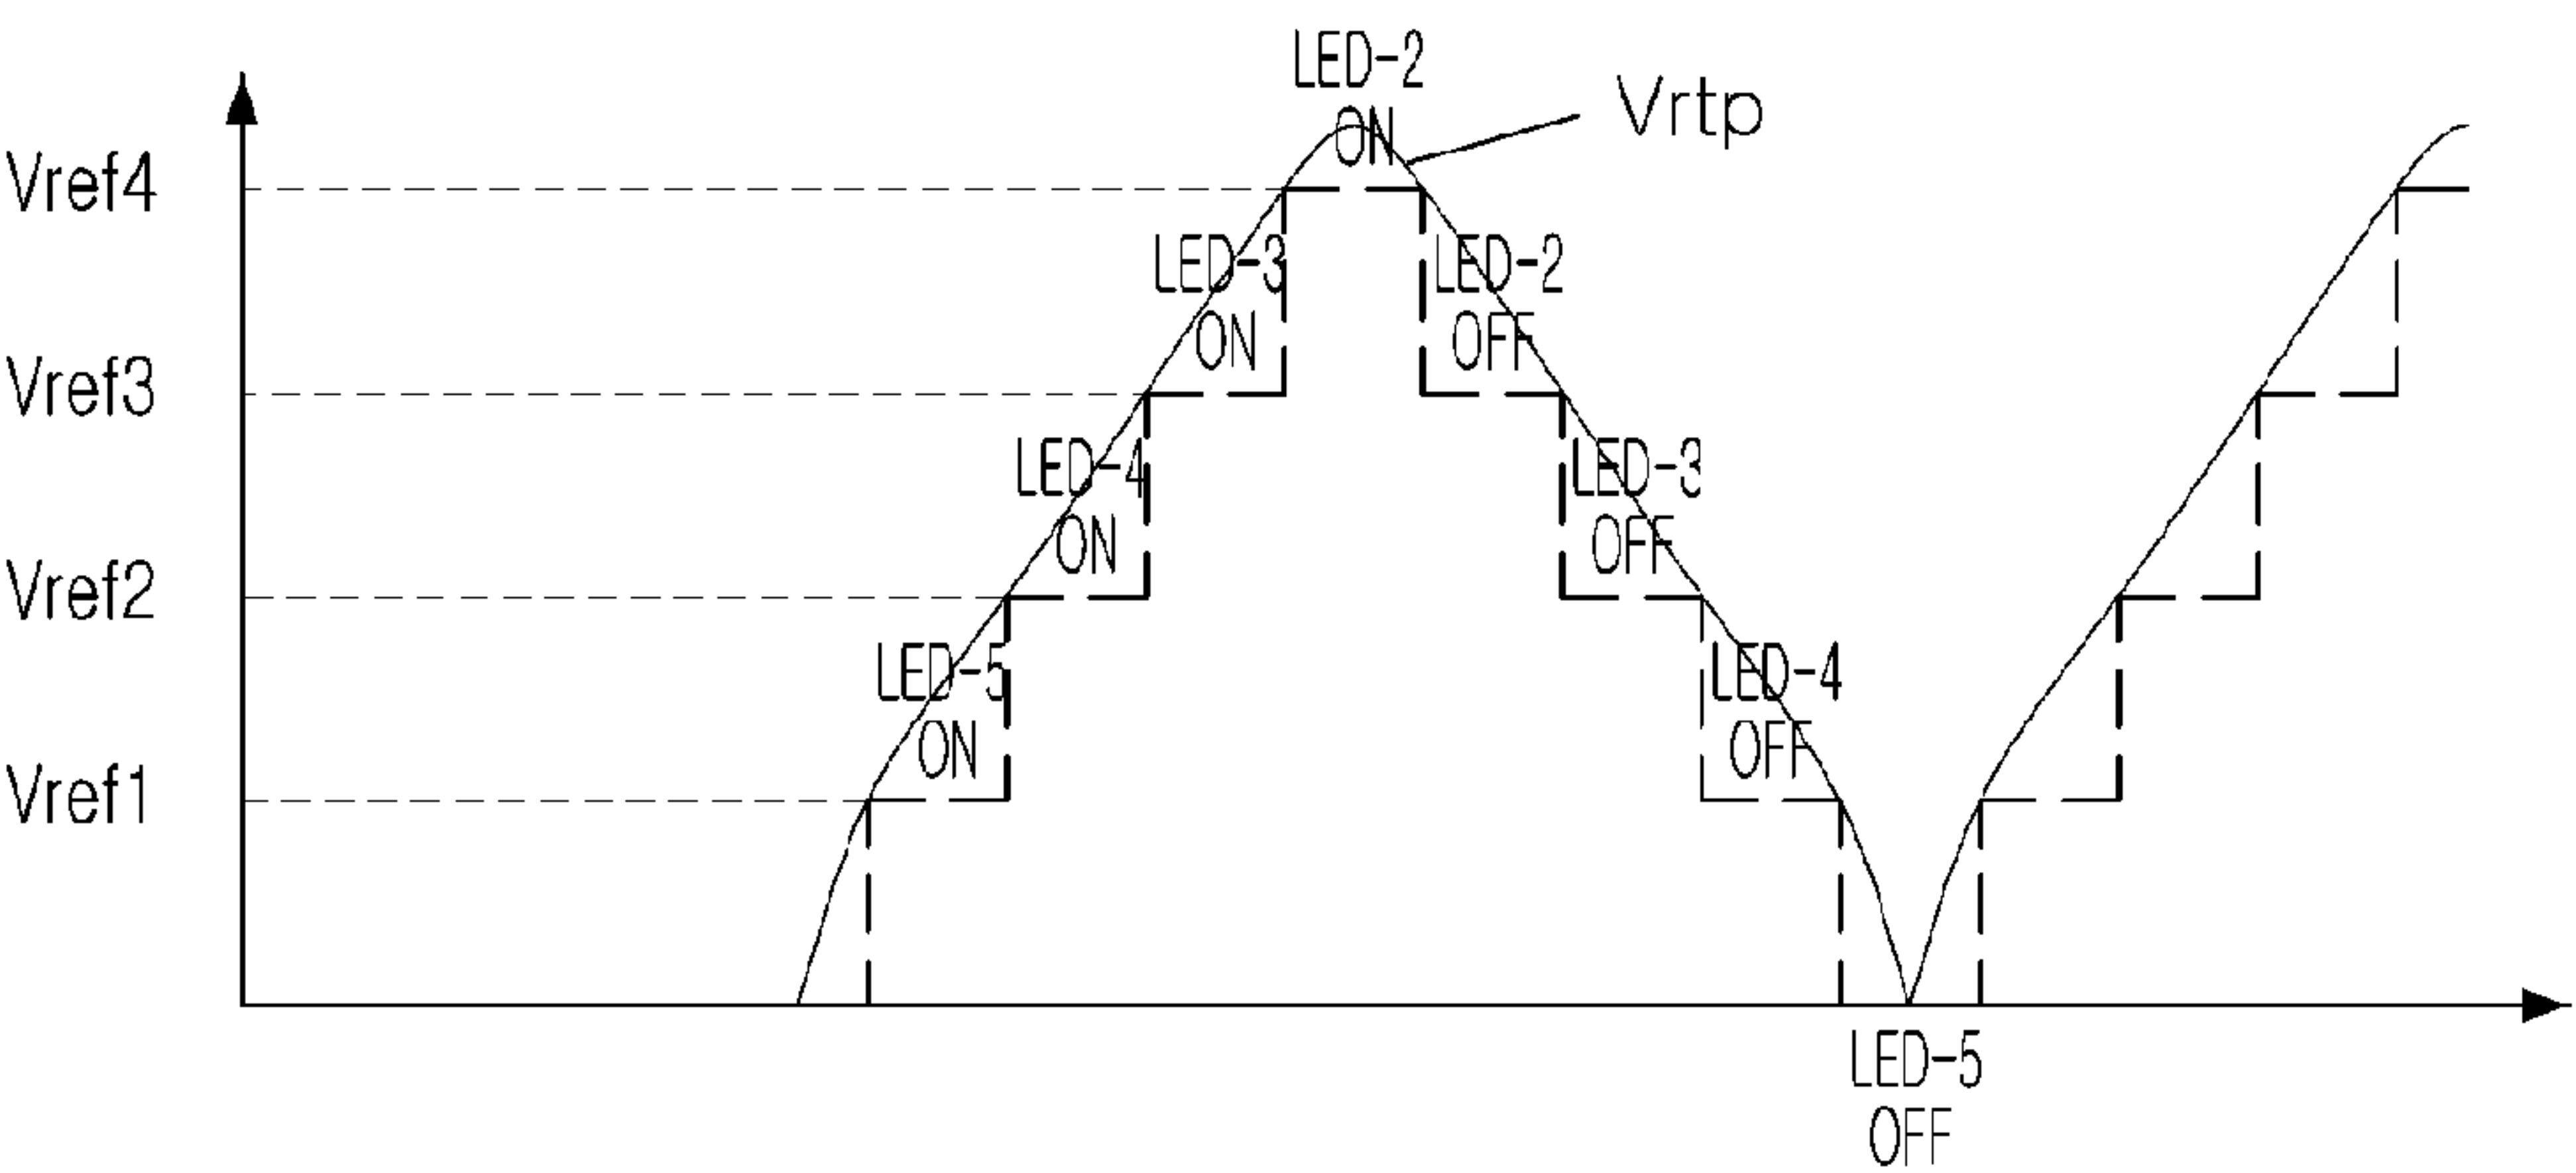 LED-2
ON
Vrtp
Vref4
LED-3
ON
LED-2
OFF
Vref3
LED-4
ON
LED-3
OFF
Vref2
LED-5
ON
LED-4
OFF
Vref1
LED-5
OFF